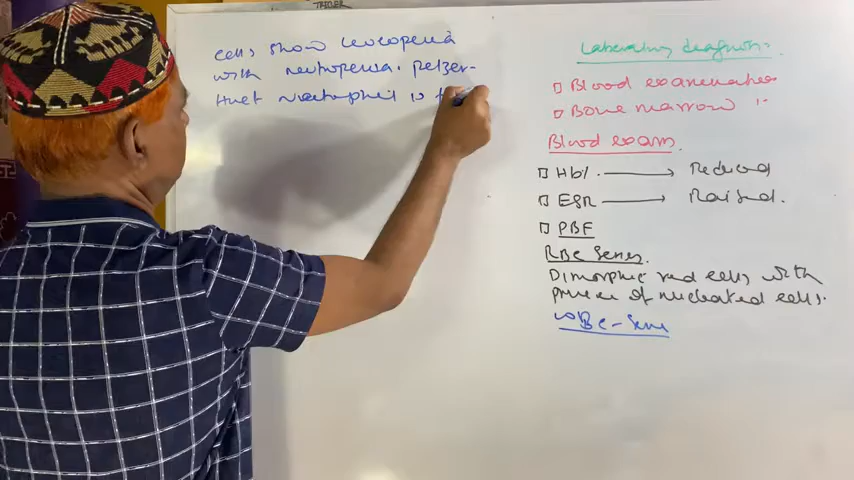 cells show leucopenia
with neutropenia. pelger-
Huet neutrophil is
Laboratory diagnosis:
□ Blood examination
□ Bone marrow "
Blood exam.
□ Hb%. → Reduced
□ ESR → Raised.
□ PBF
RBC Series.
Dimorphic red cells with
presence of nucleated cells.
WBC - Series